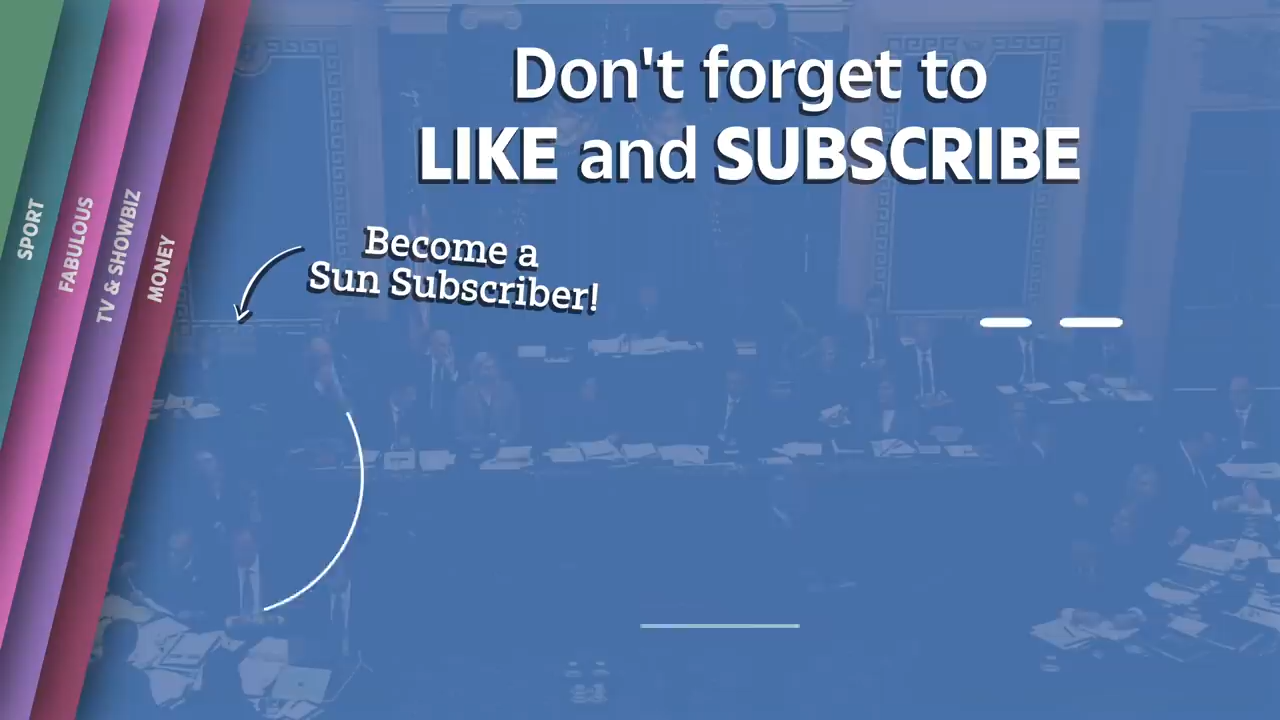 Don't forget to
LIKE and SUBSCRIBE
Become a
Sun Subscriber!
SPORT
FABULOUS
TV & SHOWBIZ
MONEY